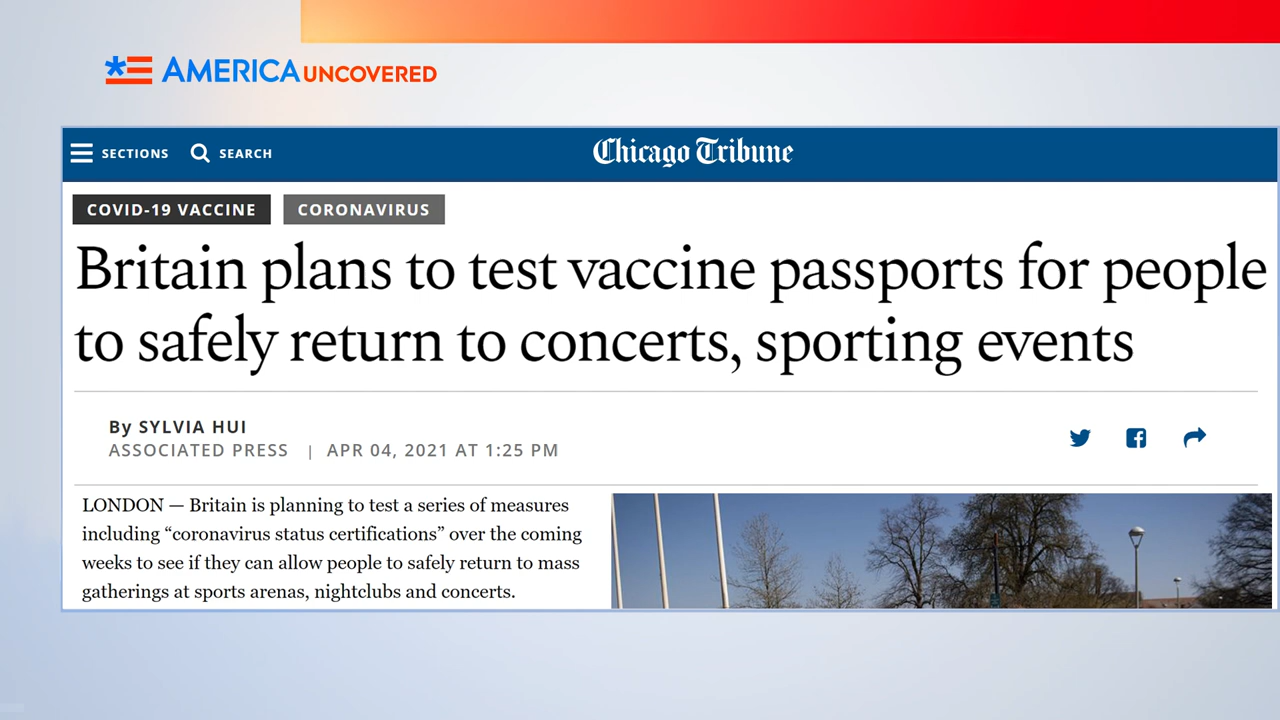 AMERICA UNCOVERED
SECTIONS SEARCH Chicago Tribune
COVID-19 VACCINE CORONAVIRUS
Britain plans to test vaccine passports for people
to safely return to concerts, sporting events
By SYLVIA HUI
ASSOCIATED PRESS | APR 04, 2021 AT 1:25 PM
LONDON — Britain is planning to test a series of measures
including “coronavirus status certifications” over the coming
weeks to see if they can allow people to safely return to mass
gatherings at sports arenas, nightclubs and concerts.